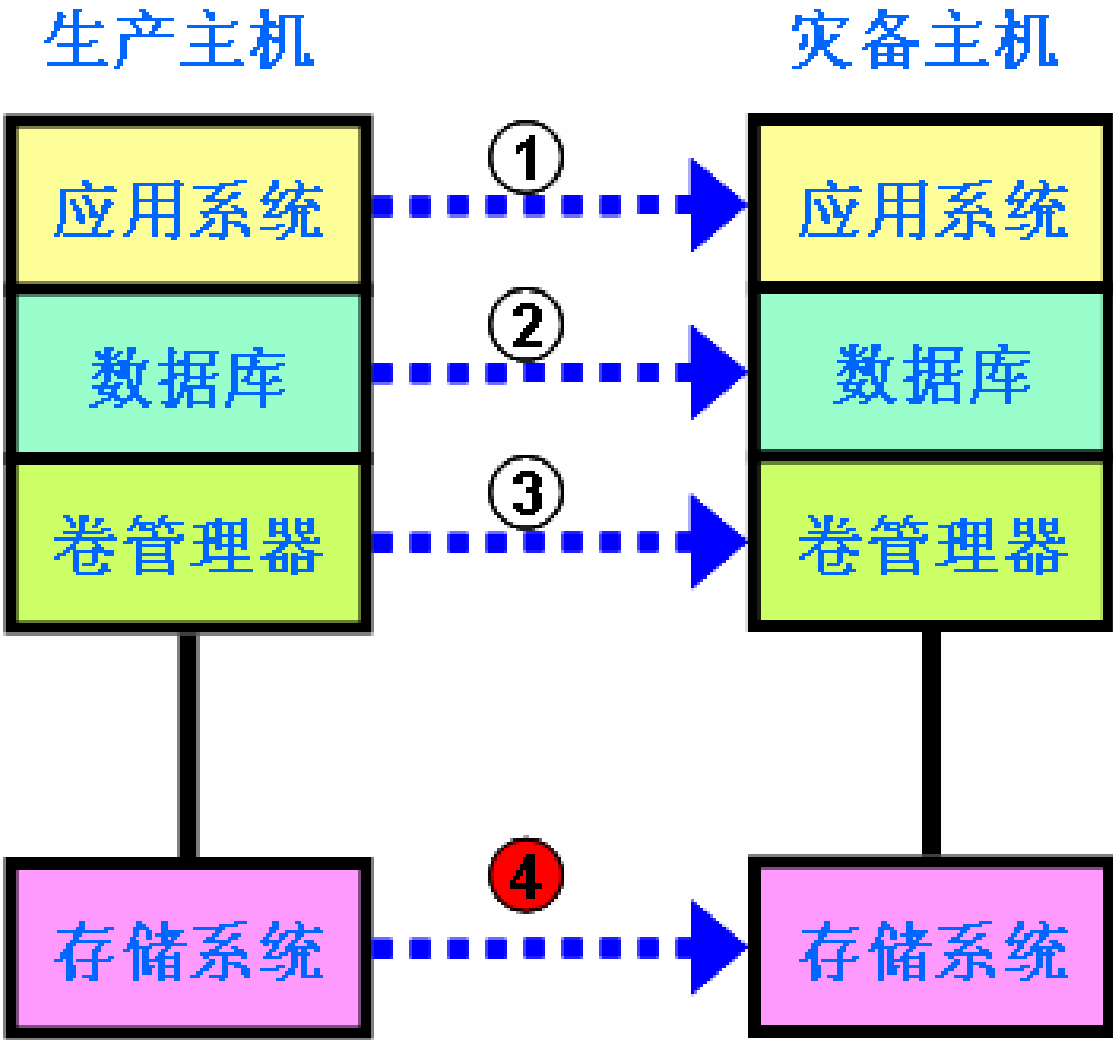 生产主机 灾备主机
① 
应用系统 应用系统
②
数据库 数据库
③
卷管理器 卷管理器
④
存储系统 存储系统